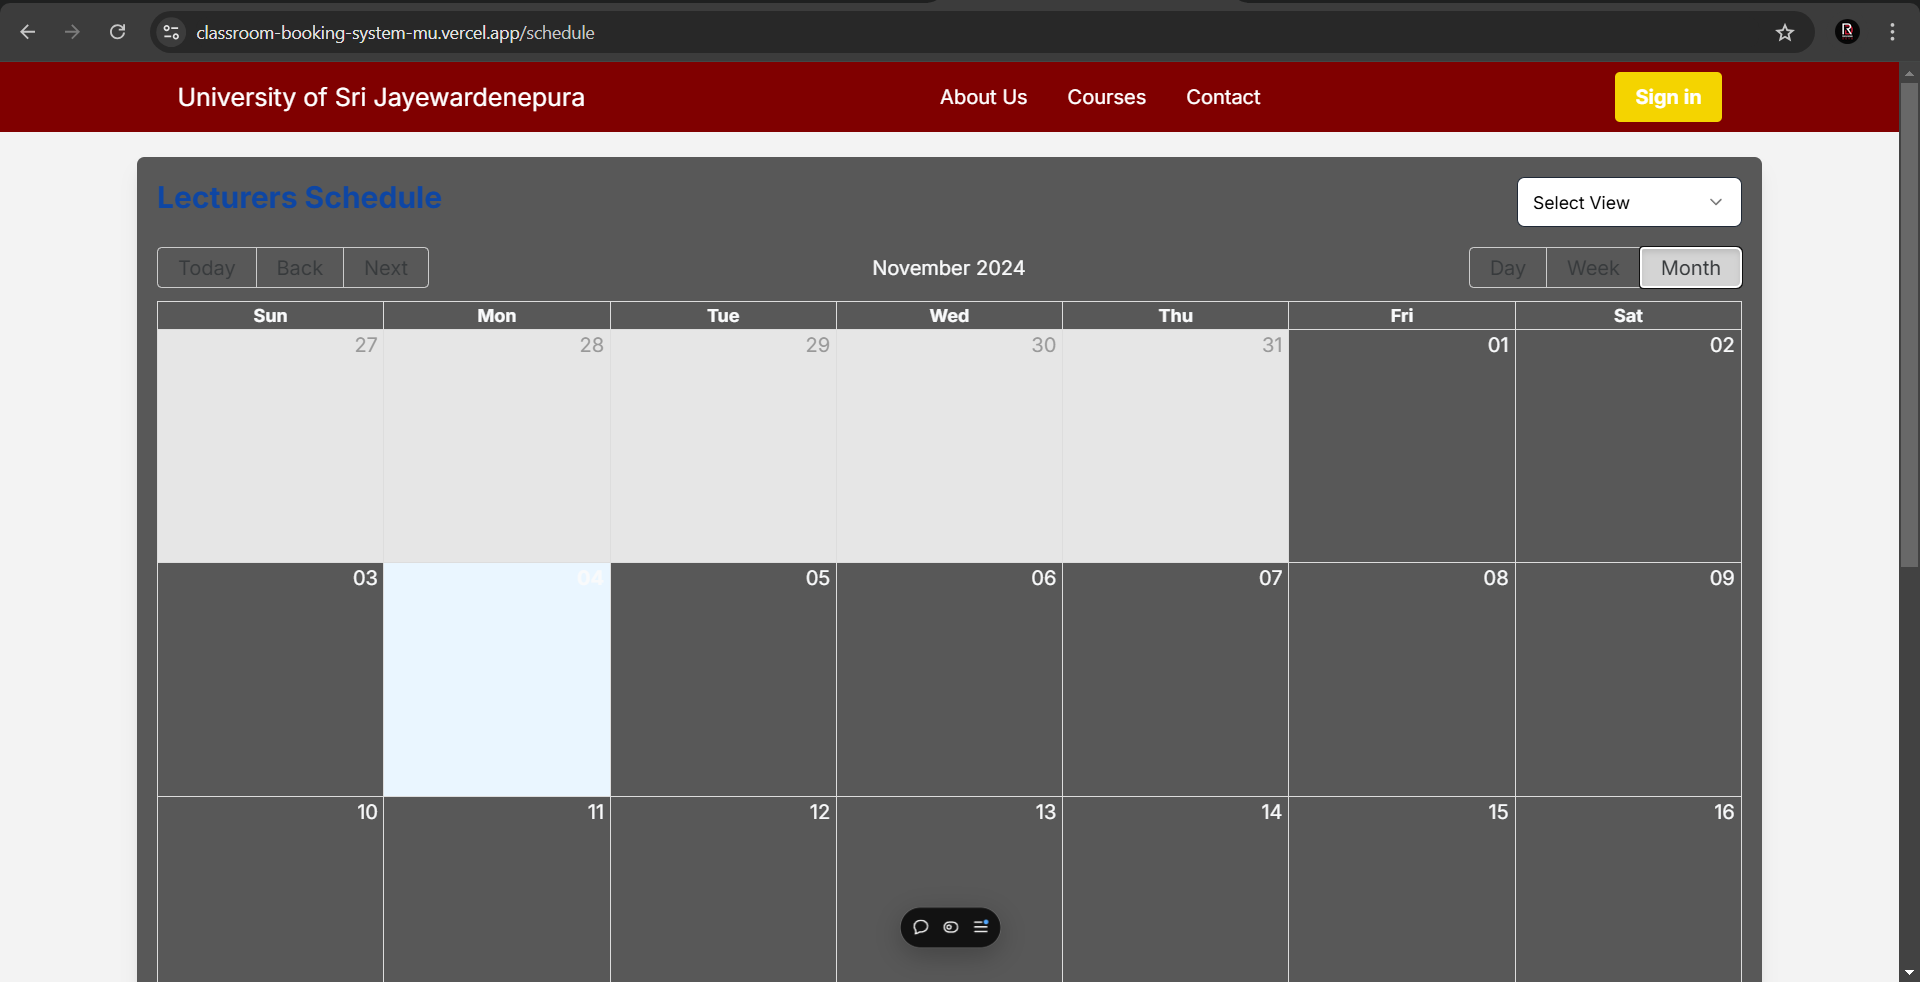 classroom-booking-system-mu.vercel.app/schedule
University of Sri Jayewardenepura
About Us Courses Contact
Sign in
Lecturers Schedule
Select View
Today Back Next
November 2024
Day Week Month
Sun Mon Tue Wed Thu Fri Sat
27 28 29 30 31 01 02
03 04 05 06 07 08 09
10 11 12 13 14 15 16